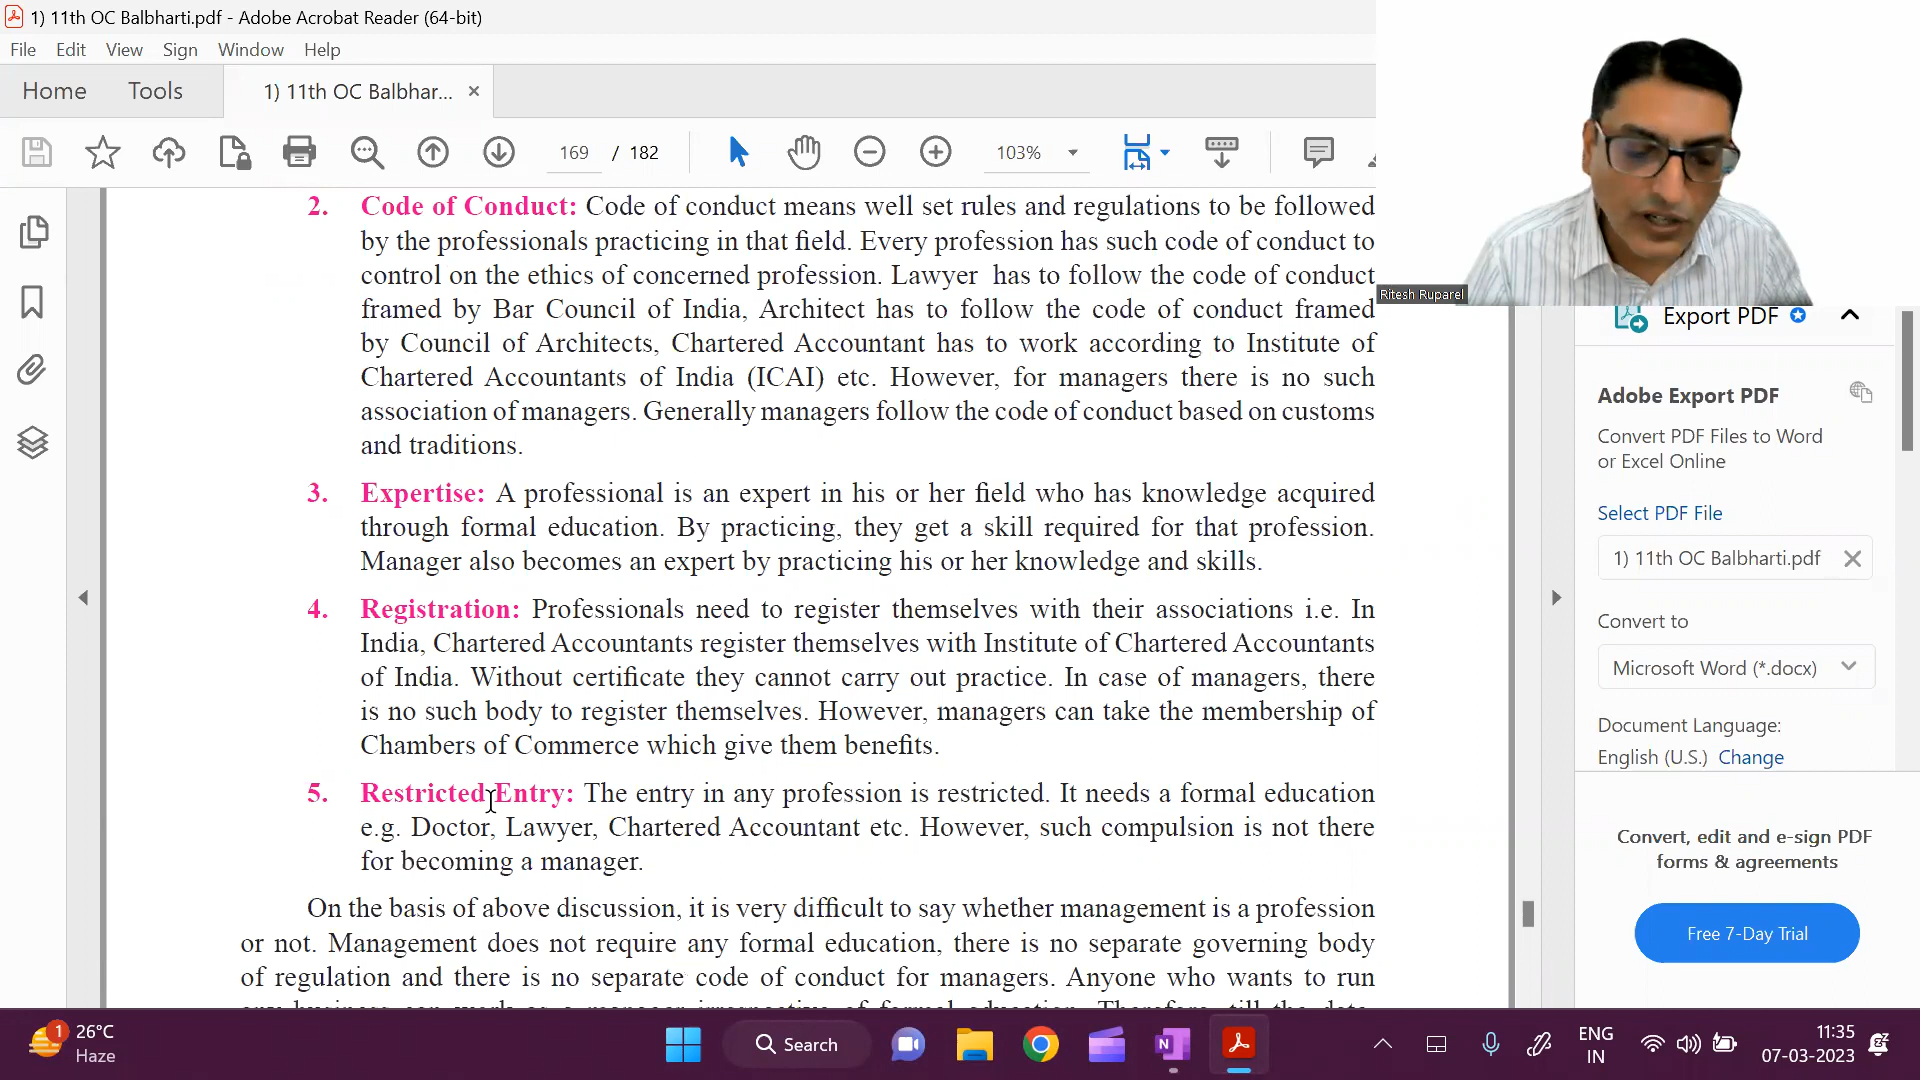 1) 11th OC Balbharti.pdf - Adobe Acrobat Reader (64-bit)
File Edit View Sign Window Help
Home Tools 1) 11th OC Balbhar... ×
169 / 182 103%
2. Code of Conduct: Code of conduct means well set rules and regulations to be followed
by the professionals practicing in that field. Every profession has such code of conduct to
control on the ethics of concerned profession. Lawyer has to follow the code of conduct
framed by Bar Council of India, Architect has to follow the code of conduct framed
by Council of Architects, Chartered Accountant has to work according to Institute of
Chartered Accountants of India (ICAI) etc. However, for managers there is no such
association of managers. Generally managers follow the code of conduct based on customs
and traditions.
3. Expertise: A professional is an expert in his or her field who has knowledge acquired
through formal education. By practicing, they get a skill required for that profession.
Manager also becomes an expert by practicing his or her knowledge and skills.
4. Registration: Professionals need to register themselves with their associations i.e. In
India, Chartered Accountants register themselves with Institute of Chartered Accountants
of India. Without certificate they cannot carry out practice. In case of managers, there
is no such body to register themselves. However, managers can take the membership of
Chambers of Commerce which give them benefits.
5. Restricted Entry: The entry in any profession is restricted. It needs a formal education
e.g. Doctor, Lawyer, Chartered Accountant etc. However, such compulsion is not there
for becoming a manager.
On the basis of above discussion, it is very difficult to say whether management is a profession
or not. Management does not require any formal education, there is no separate governing body
of regulation and there is no separate code of conduct for managers. Anyone who wants to run
any business can work as a manager irrespective of formal education. Therefore, till the date,
Ritesh Ruparel
Export PDF
Adobe Export PDF
Convert PDF Files to Word
or Excel Online
Select PDF File
1) 11th OC Balbharti.pdf
Convert to
Microsoft Word (*.docx)
Document Language:
English (U.S.) Change
Convert, edit and e-sign PDF
forms & agreements
Free 7-Day Trial
1
26°C
Haze
Search
N
ENG
IN
11:35
07-03-2023